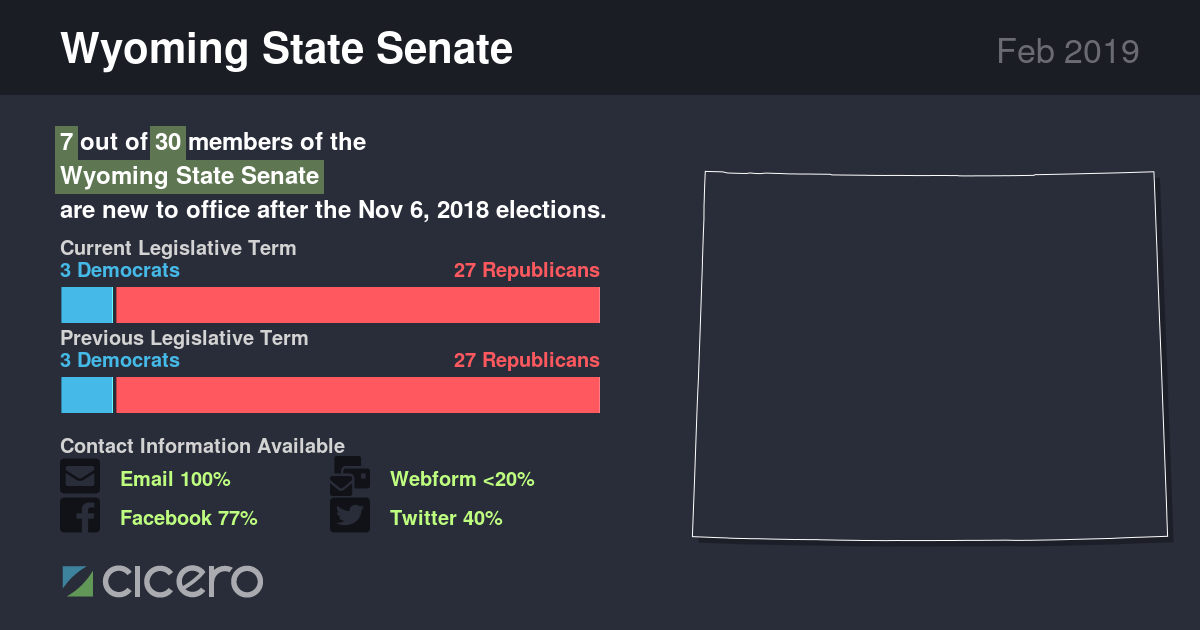 Wyoming State Senate
Feb 2019
7 out of 30 members of the
Wyoming State Senate
are new to office after the Nov 6, 2018 elections.
Current Legislative Term
3 Democrats
27 Republicans
Previous Legislative Term
3 Democrats
27 Republicans
Contact Information Available
Email 100%
Webform <20%
Facebook 77%
Twitter 40%
cicero